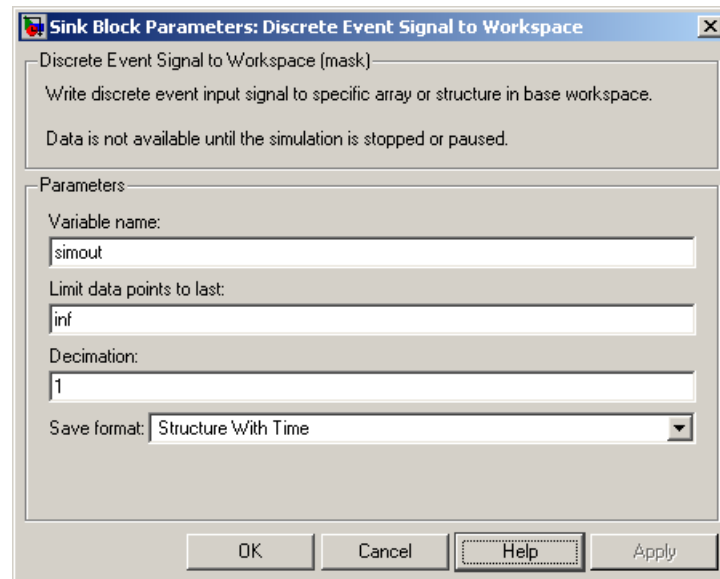 Sink Block Parameters: Discrete Event Signal to Workspace
Discrete Event Signal to Workspace (mask)
Write discrete event input signal to specific array or structure in base workspace.
Data is not available until the simulation is stopped or paused.
Parameters
Variable name:
simout
Limit data points to last:
inf
Decimation:
1
Save format: Structure With Time
OK Cancel Help Apply